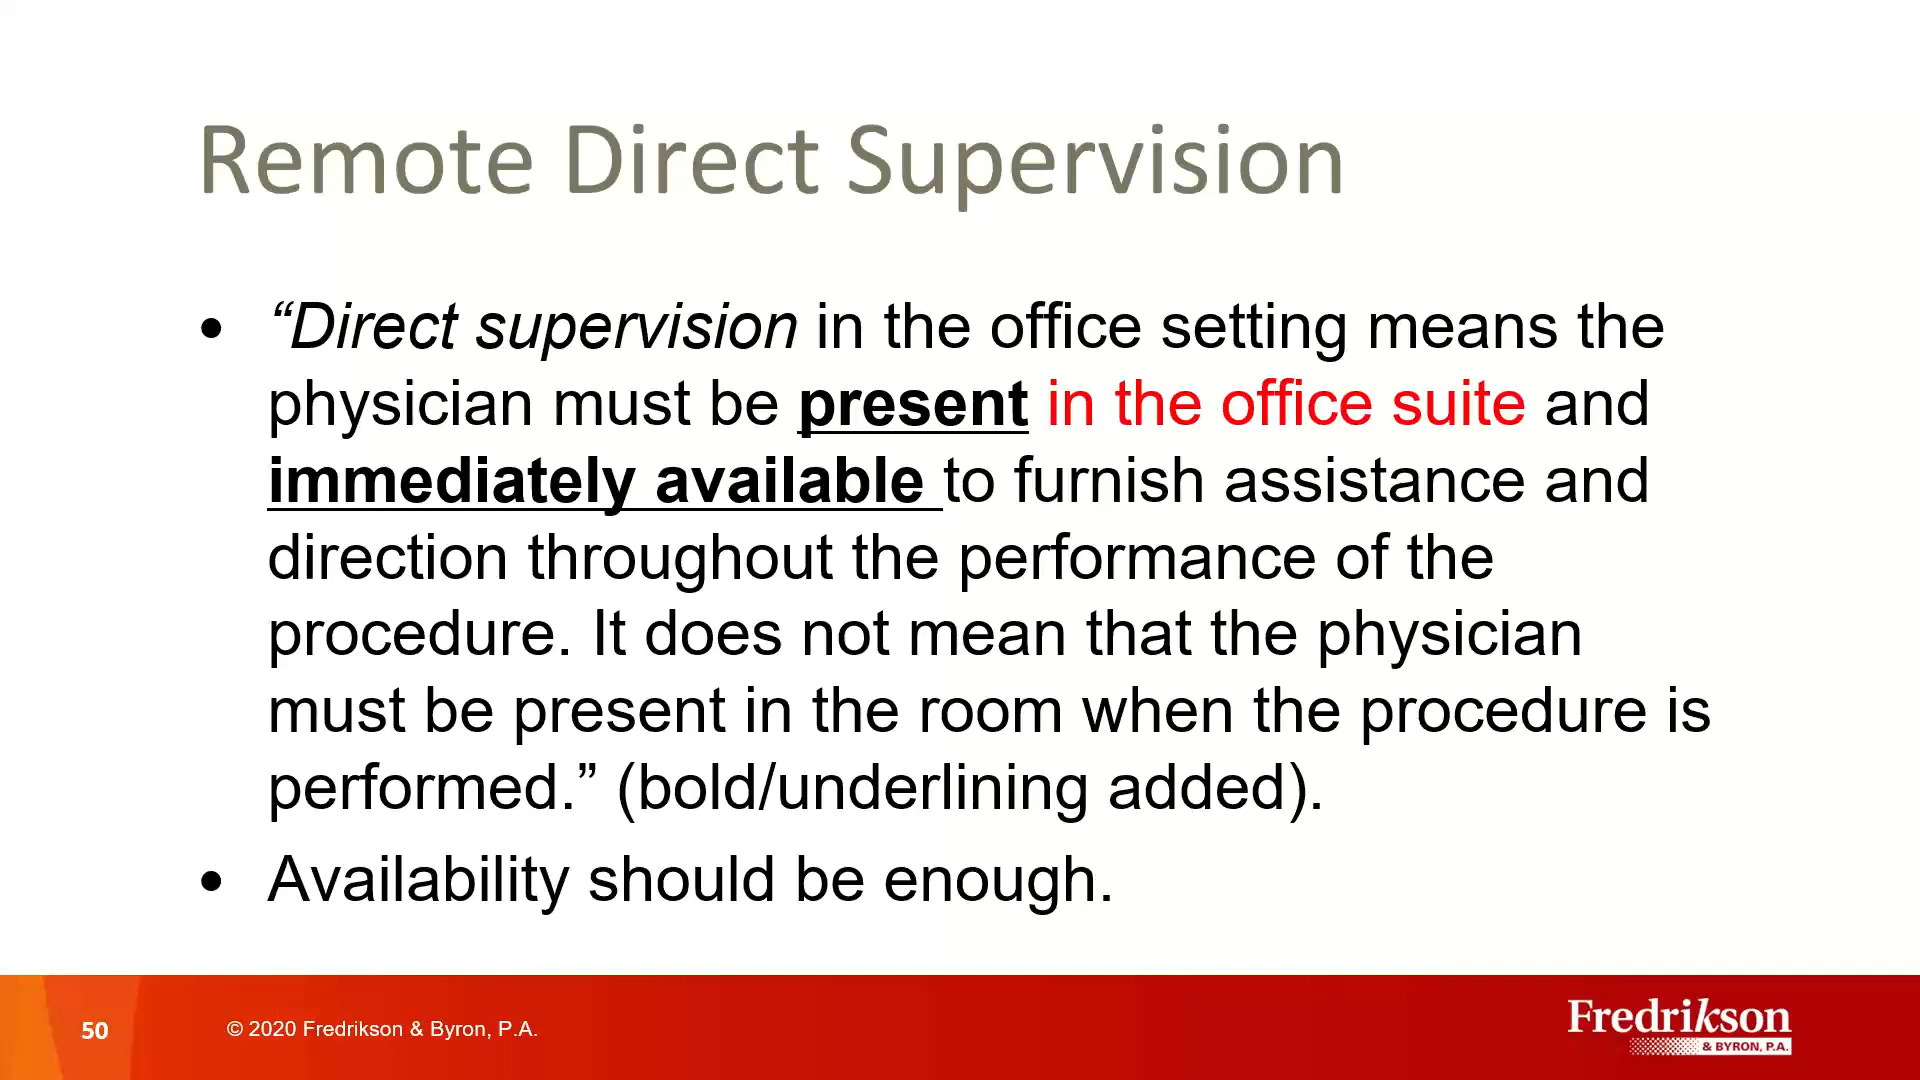 Remote Direct Supervision
• “Direct supervision in the office setting means the
physician must be present in the office suite and
immediately available to furnish assistance and
direction throughout the performance of the
procedure. It does not mean that the physician
must be present in the room when the procedure is
performed.” (bold/underlining added).
• Availability should be enough.
50
© 2020 Fredrikson & Byron, P.A.
Fredrikson
& BYRON, P.A.